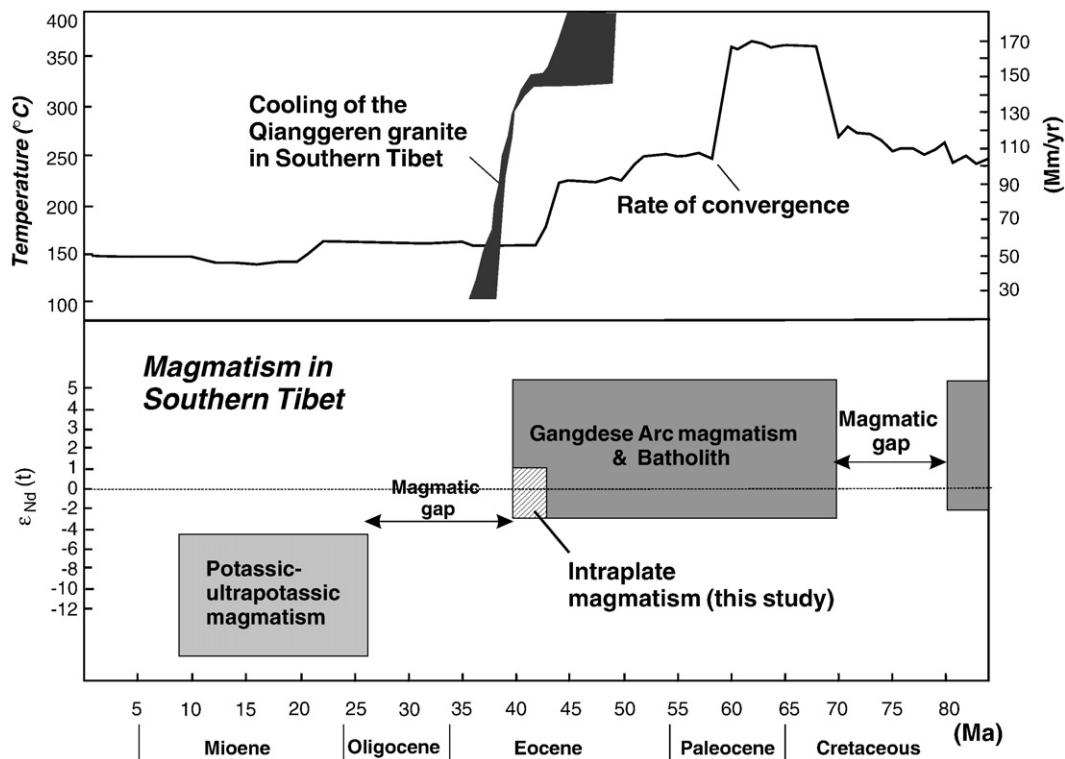 400
350
300
250
200
150
100
Temperature (°C)
170
150
130
110
90
70
50
30
(Mm/yr)
Cooling of the
Qianggeren granite
in Southern Tibet
Rate of convergence
Magmatism in
Southern Tibet
5
4
3
2
1
0
-2
-4
-6
-8
-10
-12
εNd (t)
Gangdese Arc magmatism
& Batholith
Magmatic
gap
Magmatic
gap
Potassic-
ultrapotassic
magmatism
Intraplate
magmatism (this study)
5 10 15 20 25 30 35 40 45 50 55 60 65 70 75 80
(Ma)
Mioene Oligocene Eocene Paleocene Cretaceous